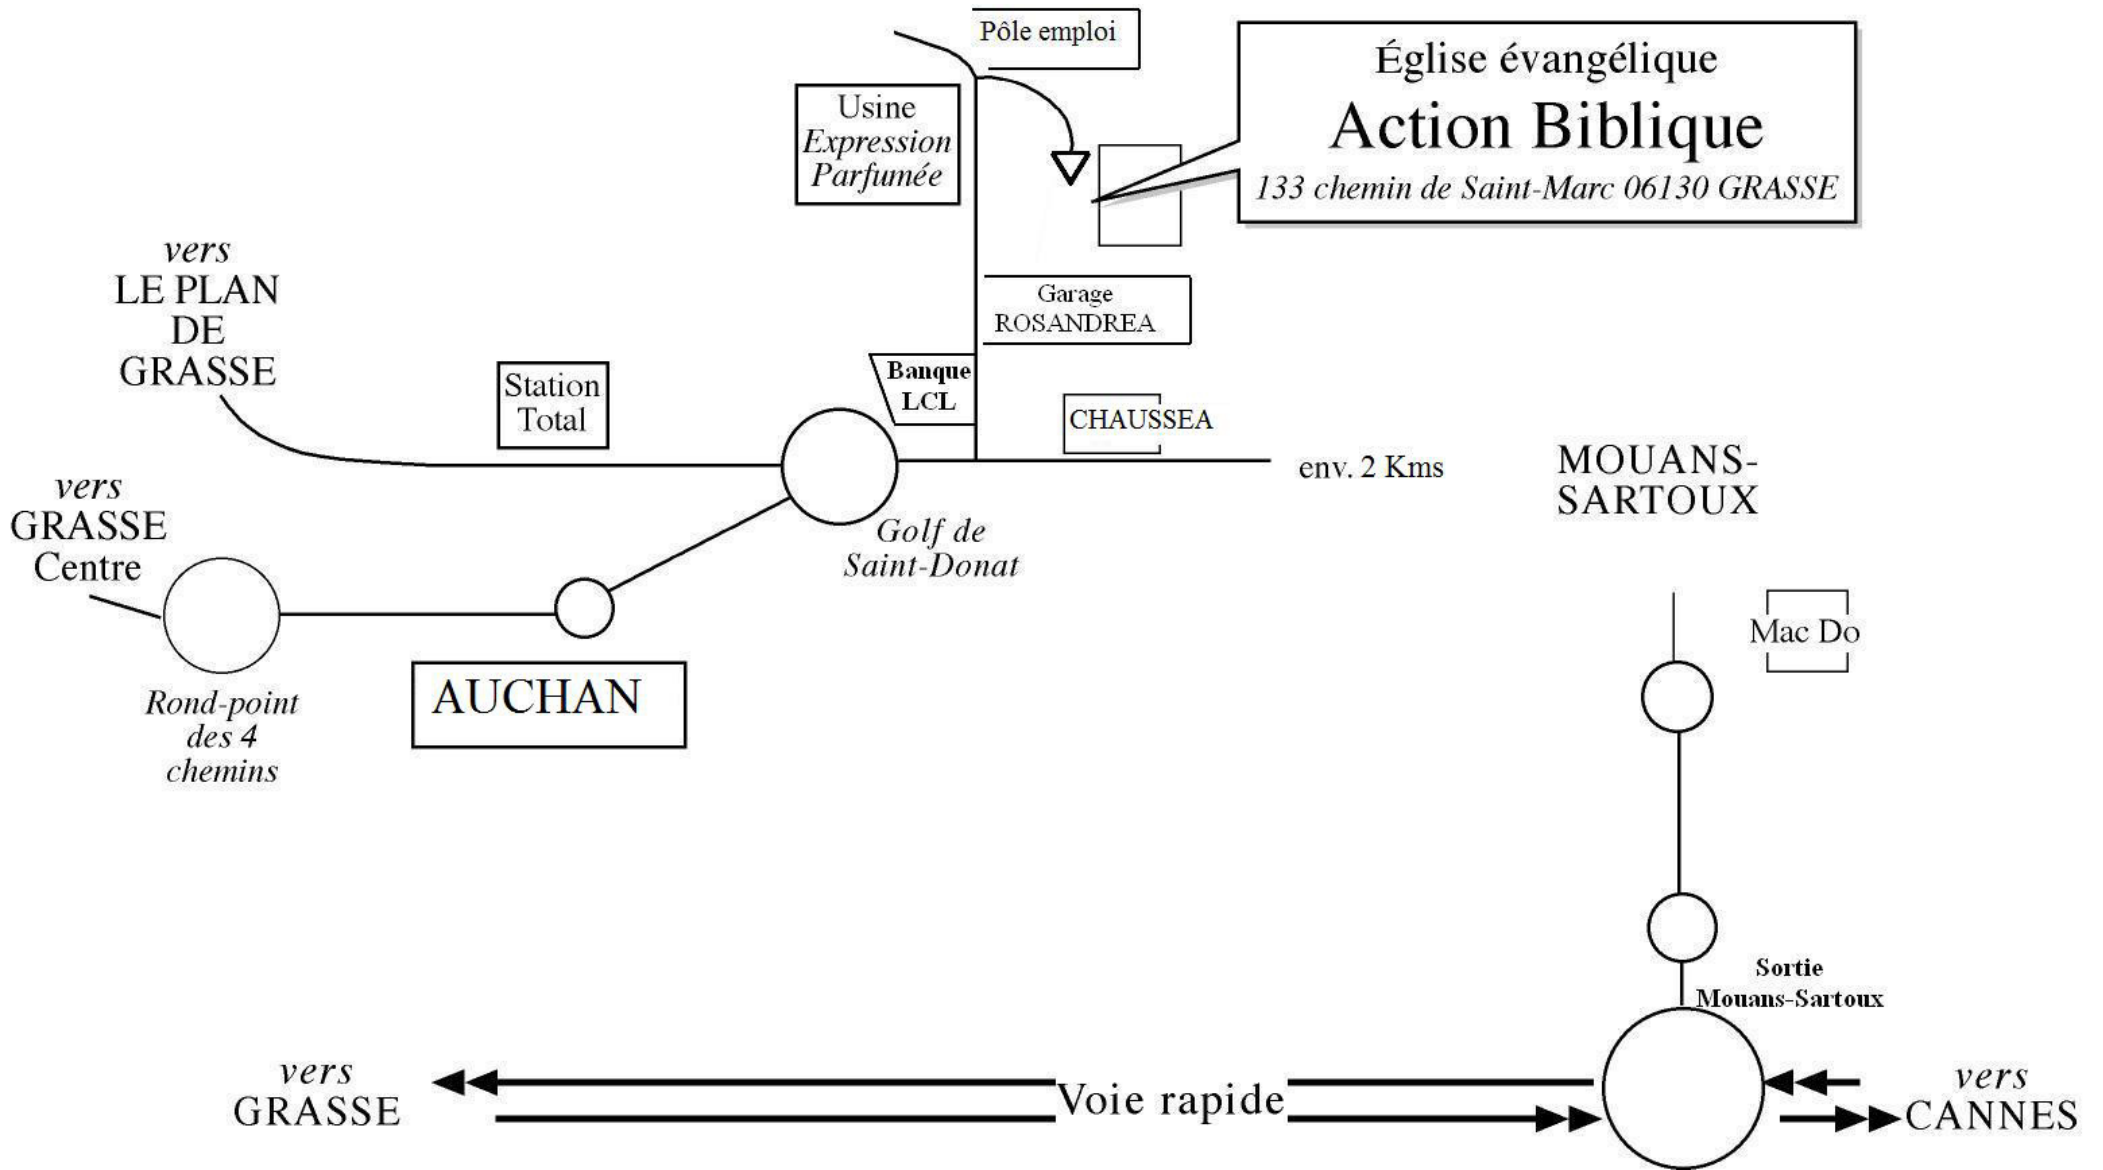 Pôle emploi
Église évangélique
Action Biblique
133 chemin de Saint-Marc 06130 GRASSE
Usine
Expression
Parfumée
vers
LE PLAN
DE
GRASSE
Garage
ROSANDREA
Station
Total
Banque
LCL
CHAUSSEA
env. 2 Kms
MOUANS-
SARTOUX
vers
GRASSE
Centre
Golf de
Saint-Donat
Mac Do
Rond-point
des 4
chemins
AUCHAN
Sortie
Mouans-Sartoux
vers
GRASSE
Voie rapide
vers
CANNES